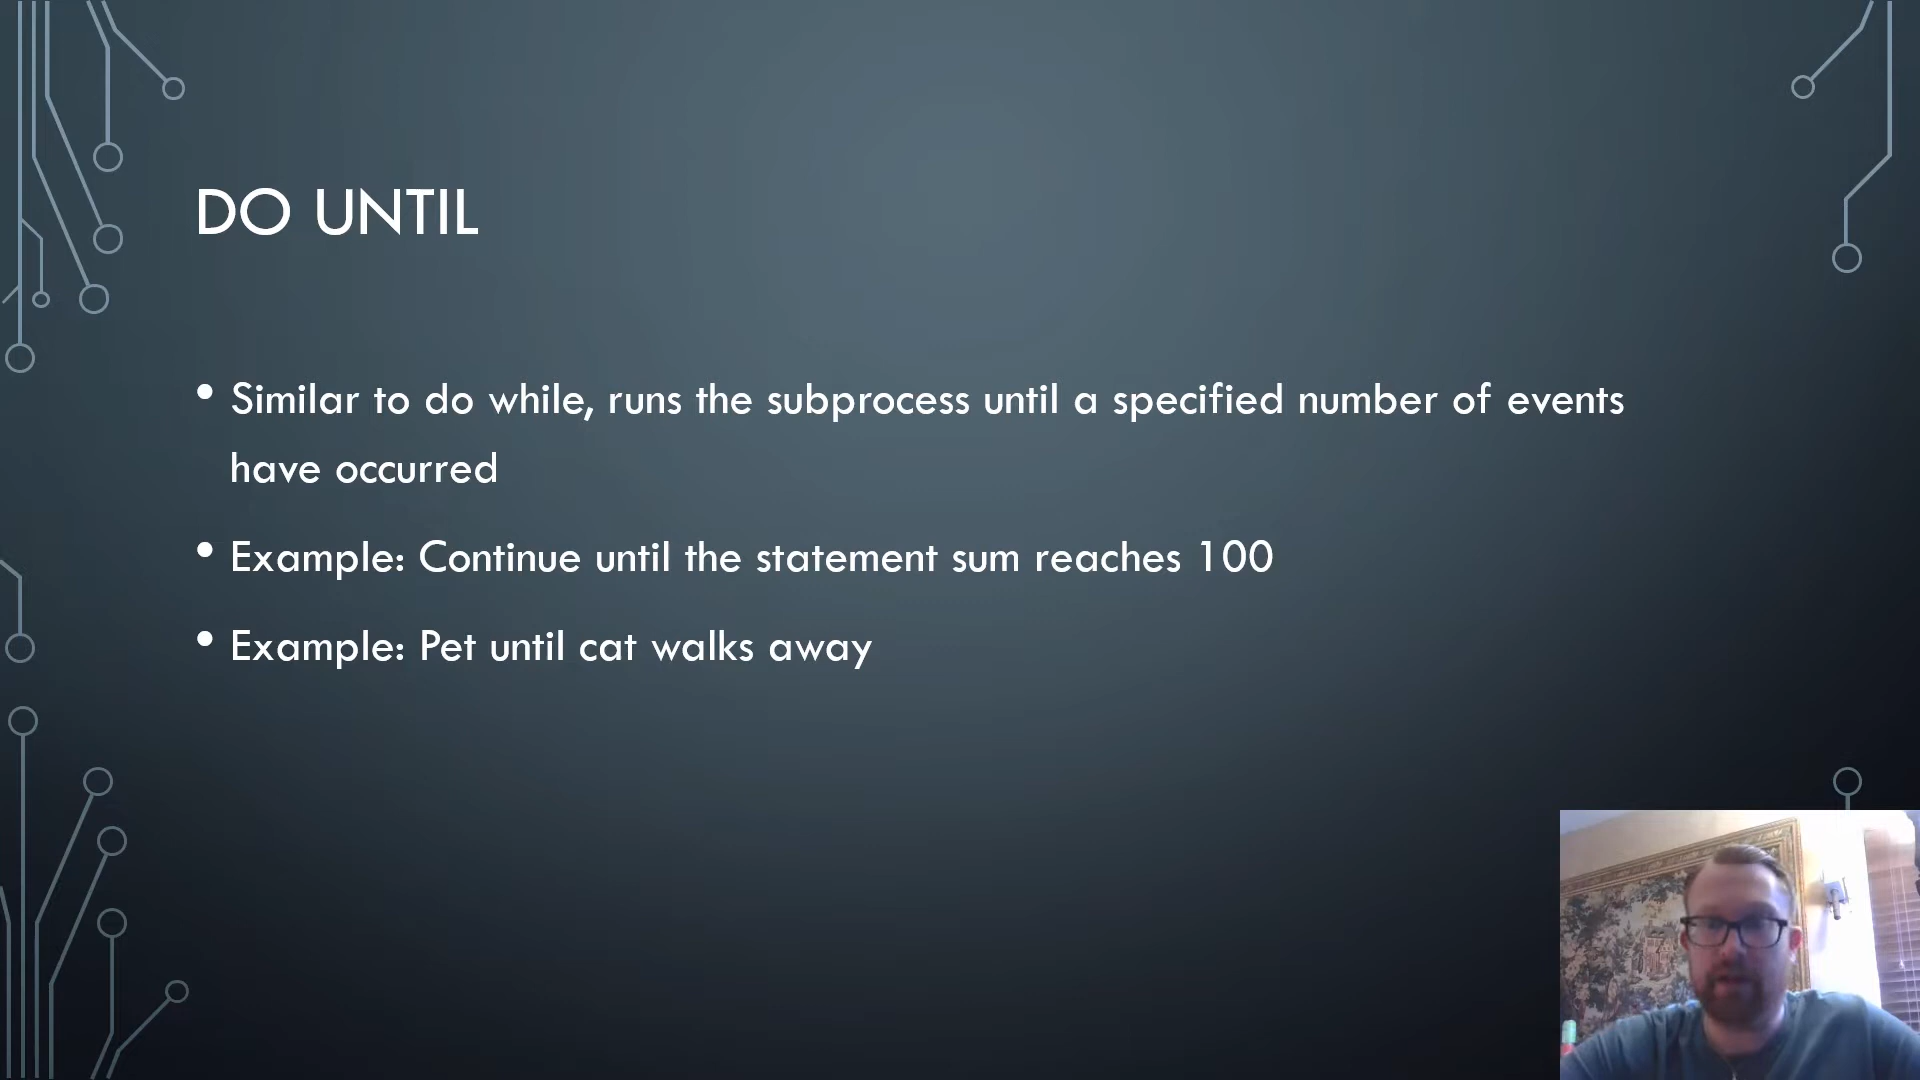 DO UNTIL
• Similar to do while, runs the subprocess until a specified number of events
have occurred
• Example: Continue until the statement sum reaches 100
• Example: Pet until cat walks away